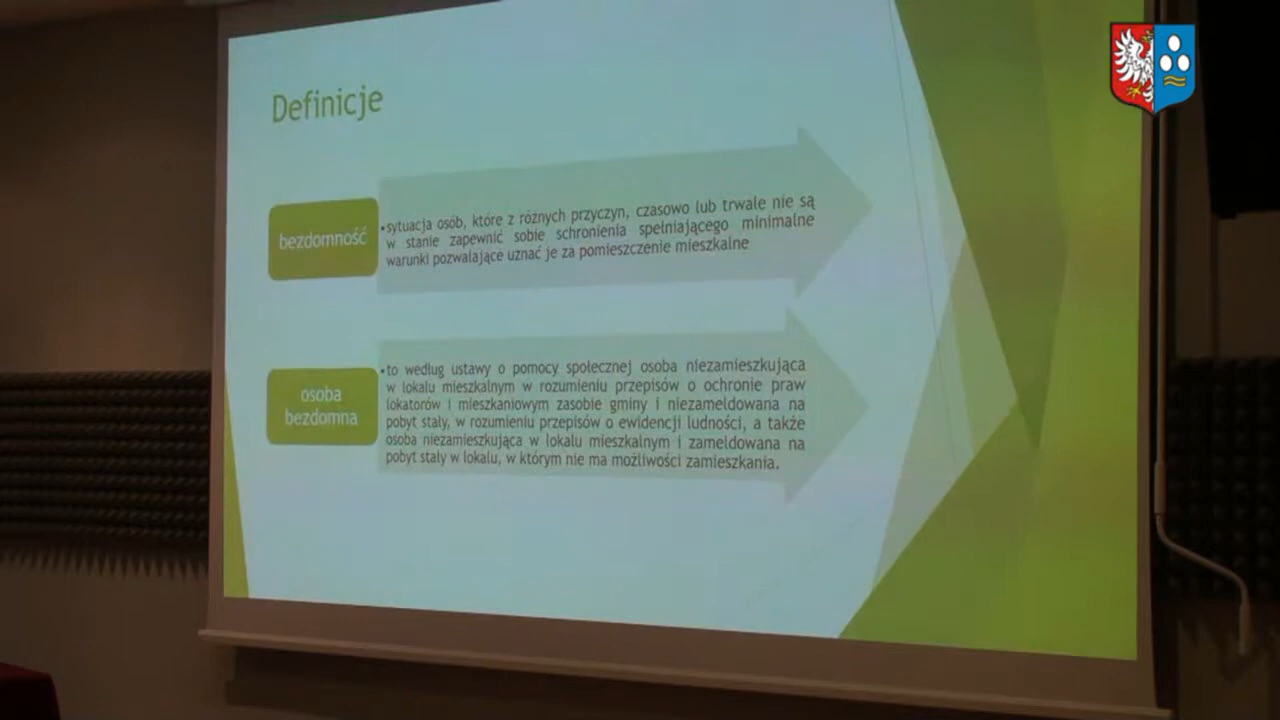 Definicje
bezdomność
•sytuacja osób, które z różnych przyczyn, czasowo lub trwale nie są
w stanie zapewnić sobie schronienia spełniającego minimalne
warunki pozwalające uznać je za pomieszczenie mieszkalne
osoba
bezdomna
•to według ustawy o pomocy społecznej osoba niezamieszkująca
w lokalu mieszkalnym w rozumieniu przepisów o ochronie praw
lokatorów i mieszkaniowym zasobie gminy i niezameldowana na
pobyt stały, w rozumieniu przepisów o ewidencji ludności, a także
osoba niezamieszkująca w lokalu mieszkalnym i zameldowana na
pobyt stały w lokalu, w którym nie ma możliwości zamieszkania.